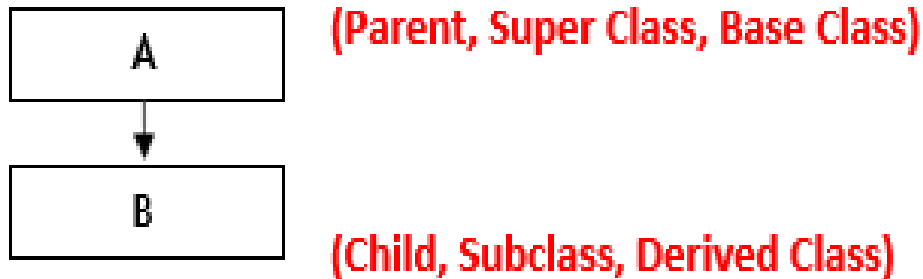 A
(Parent, Super Class, Base Class)
B
(Child, Subclass, Derived Class)